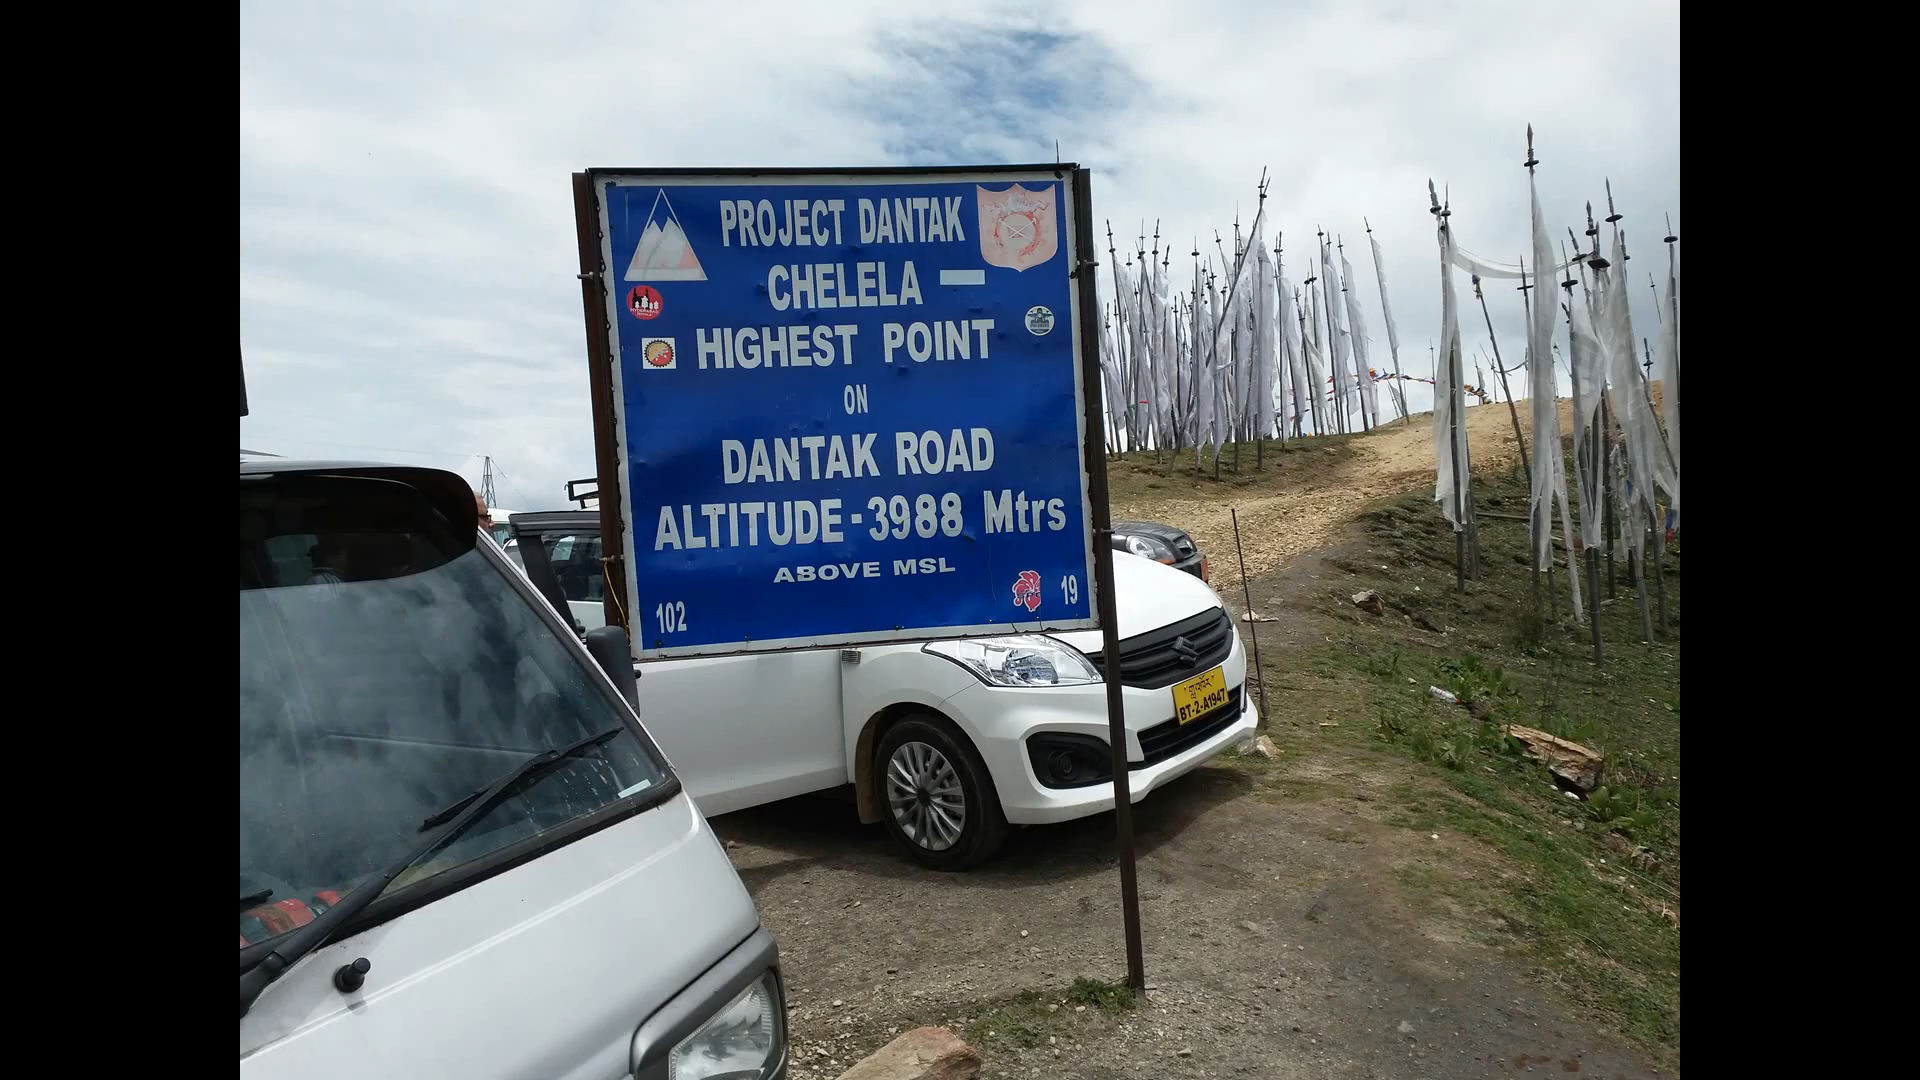 PROJECT DANTAK
CHELELA —
HIGHEST POINT
ON
DANTAK ROAD
ALTITUDE - 3988 Mtrs
ABOVE MSL
102
19
BT-2-A1947